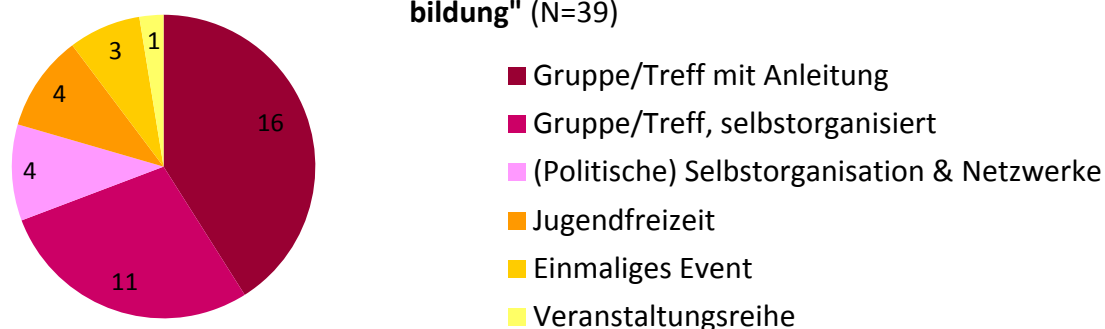 bildung" (N=39)
1
3
4
16
4
11
Gruppe/Treff mit Anleitung
Gruppe/Treff, selbstorganisiert
(Politische) Selbstorganisation & Netzwerke
Jugendfreizeit
Einmaliges Event
Veranstaltungsreihe